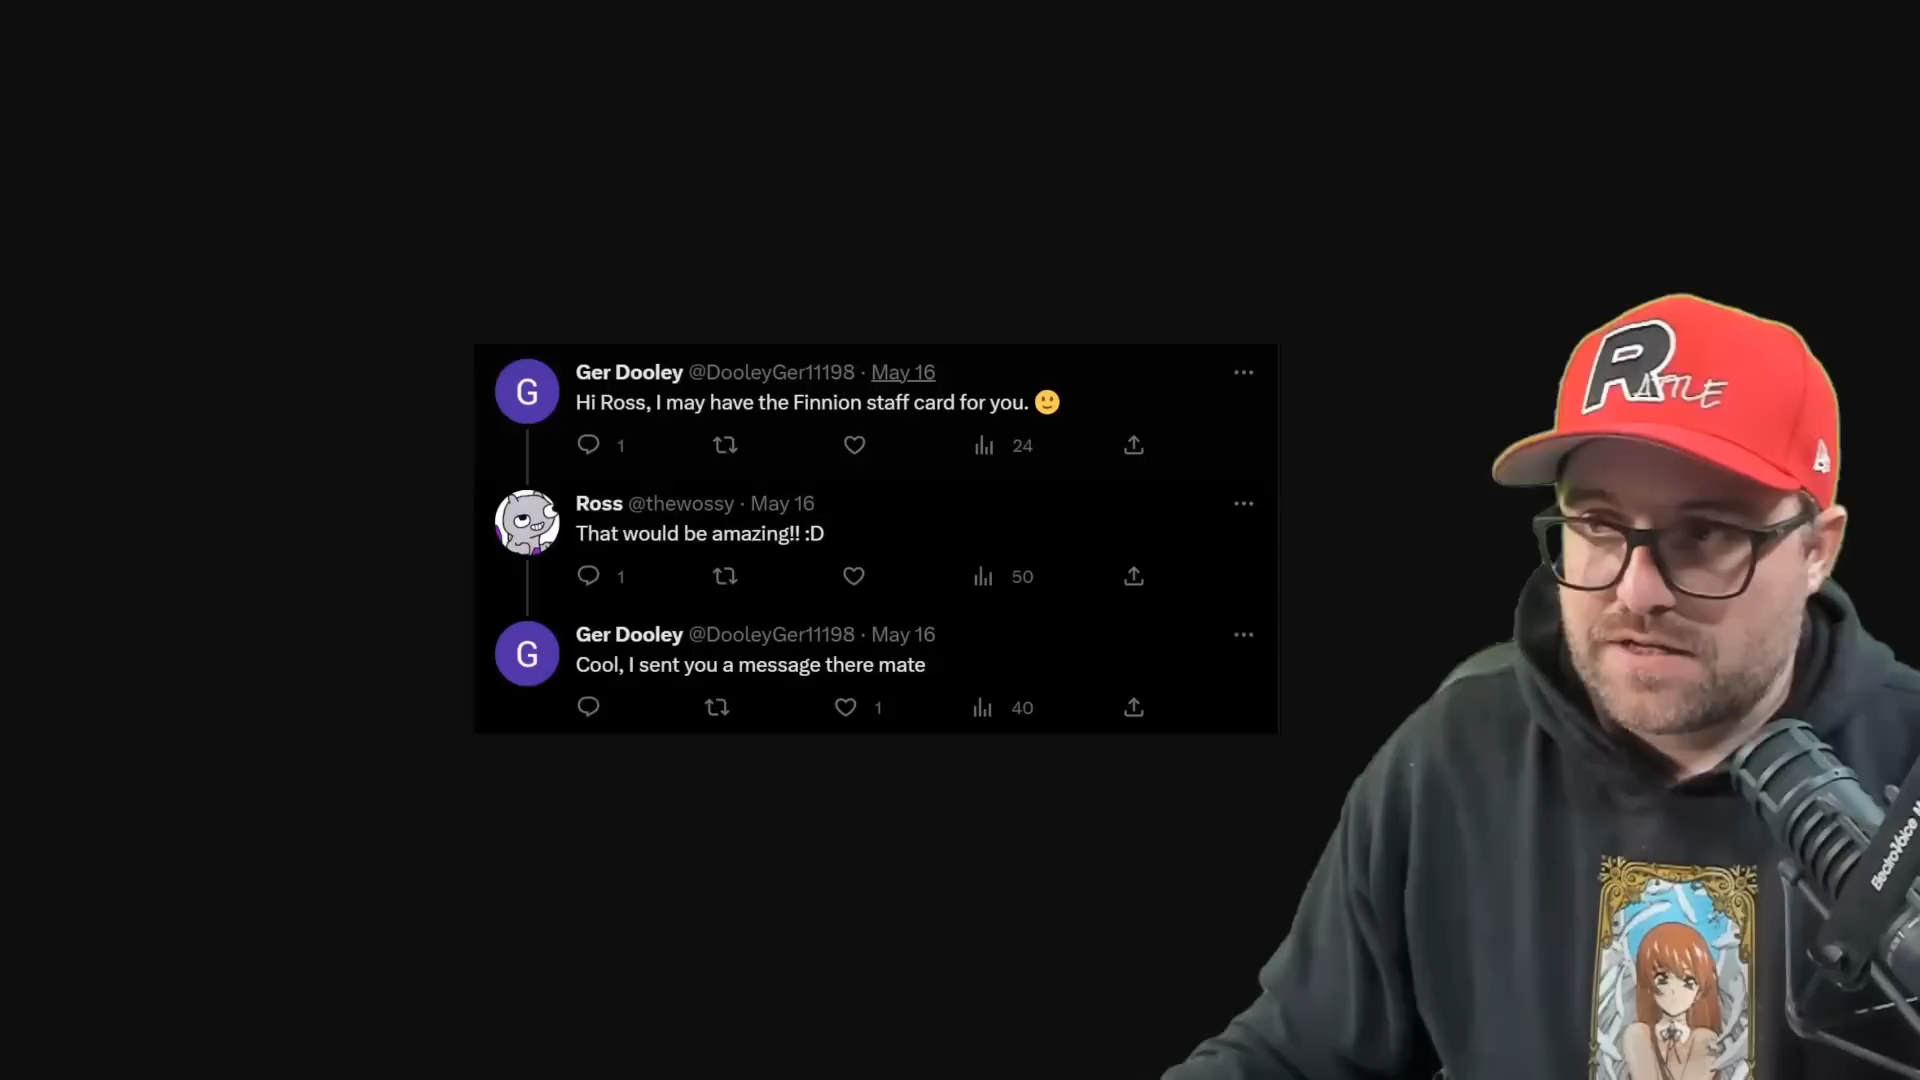 Ger Dooley @DooleyGer11198 · May 16
Hi Ross, I may have the Finnion staff card for you. 🙂
1 24
Ross @thewossy · May 16
That would be amazing!! :D
1 50
Ger Dooley @DooleyGer11198 · May 16
Cool, I sent you a message there mate
1 40
G
G
RATTLE
ElectroVoice